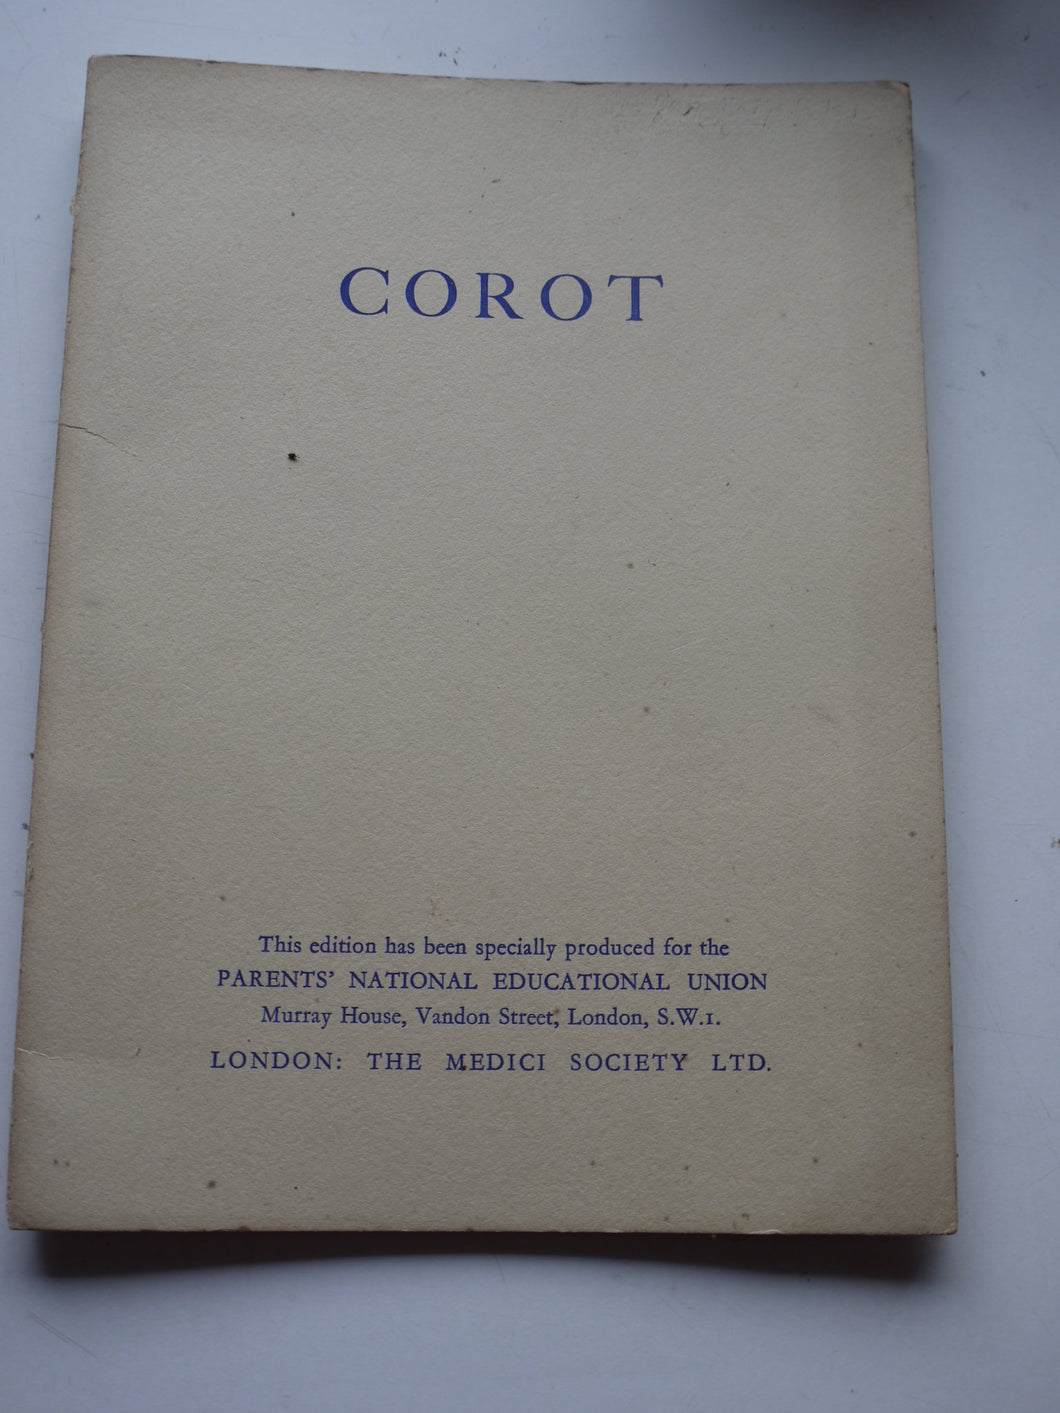 COROT
This edition has been specially produced for the
PARENTS' NATIONAL EDUCATIONAL UNION
Murray House, Vandon Street, London, S.W.1.
LONDON: THE MEDICI SOCIETY LTD.